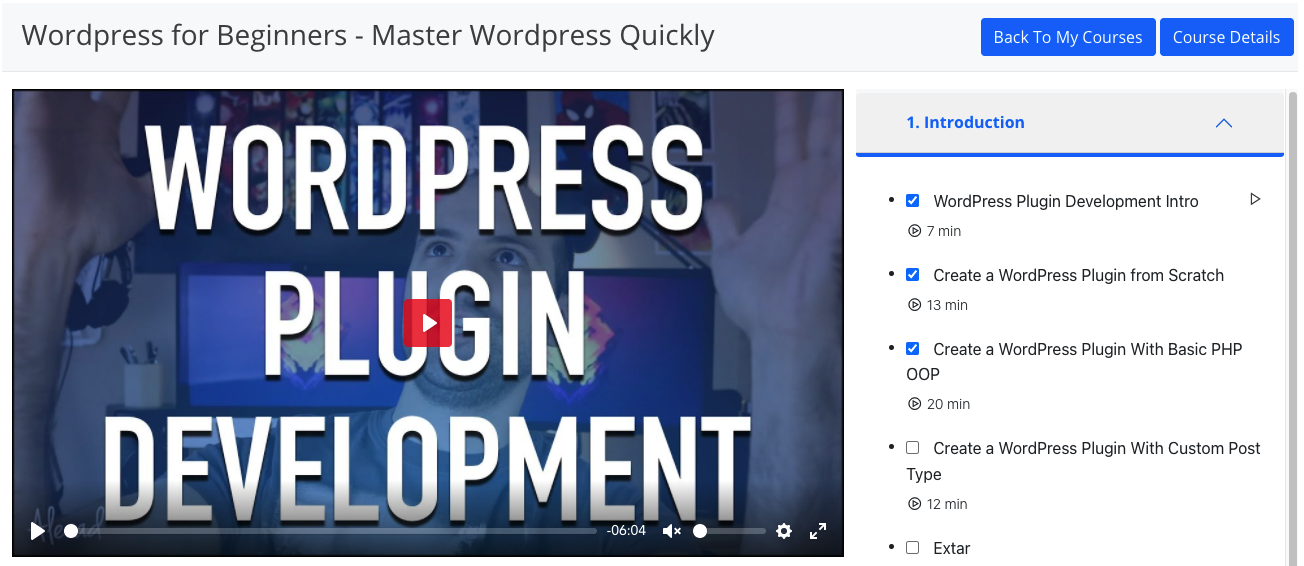 Wordpress for Beginners - Master Wordpress Quickly
Back To My Courses
Course Details
WORDPRESS
PLUGIN
DEVELOPMENT
-06:04
1. Introduction
WordPress Plugin Development Intro
7 min
Create a WordPress Plugin from Scratch
13 min
Create a WordPress Plugin With Basic PHP
OOP
20 min
Create a WordPress Plugin With Custom Post
Type
12 min
Extar